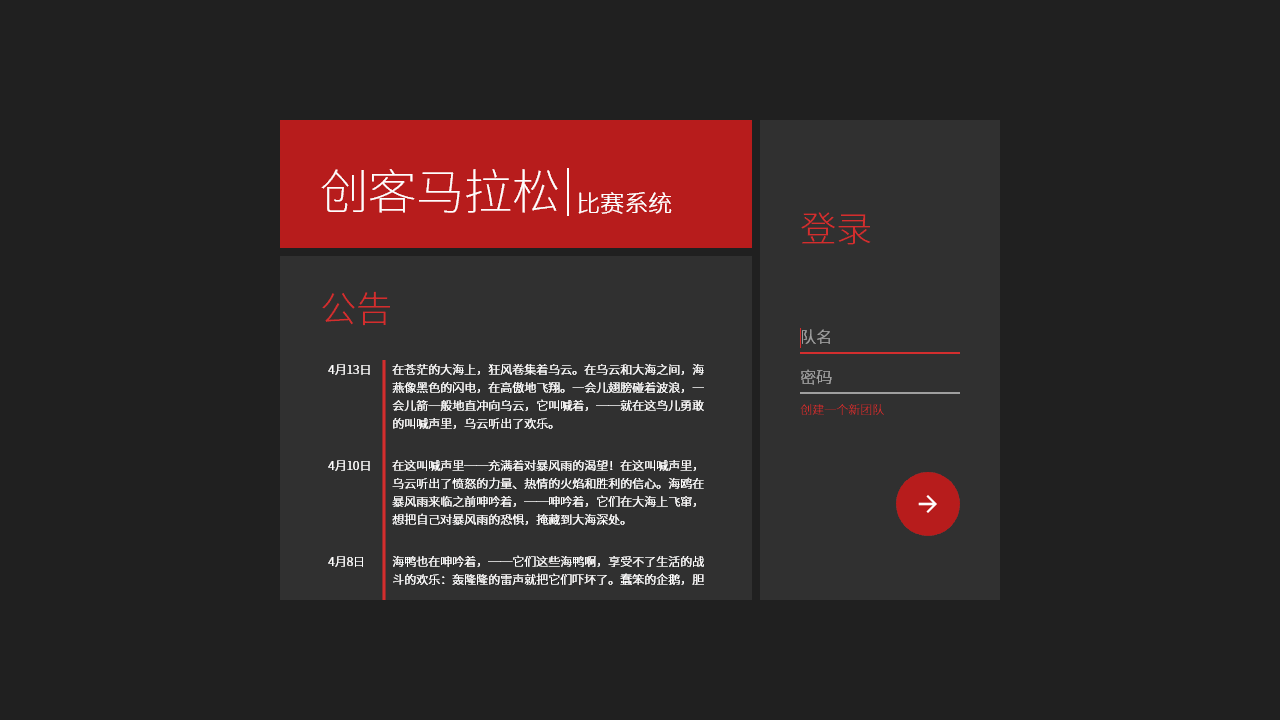 创客马拉松|比赛系统
公告
4月13日 在苍茫的大海上，狂风卷集着乌云。在乌云和大海之间，海
燕像黑色的闪电，在高傲地飞翔。一会儿翅膀碰着波浪，一
会儿箭一般地直冲向乌云，它叫喊着，——就在这鸟儿勇敢
的叫喊声里，乌云听出了欢乐。
4月10日 在这叫喊声里——充满着对暴风雨的渴望！在这叫喊声里，
乌云听出了愤怒的力量、热情的火焰和胜利的信心。海鸥在
暴风雨来临之前呻吟着，——呻吟着，它们在大海上飞窜，
想把自己对暴风雨的恐惧，掩藏到大海深处。
4月8日 海鸭也在呻吟着，——它们这些海鸭啊，享受不了生活的战
斗的欢乐：轰隆隆的雷声就把它们吓坏了。蠢笨的企鹅，胆
登录
队名
密码
创建一个新团队